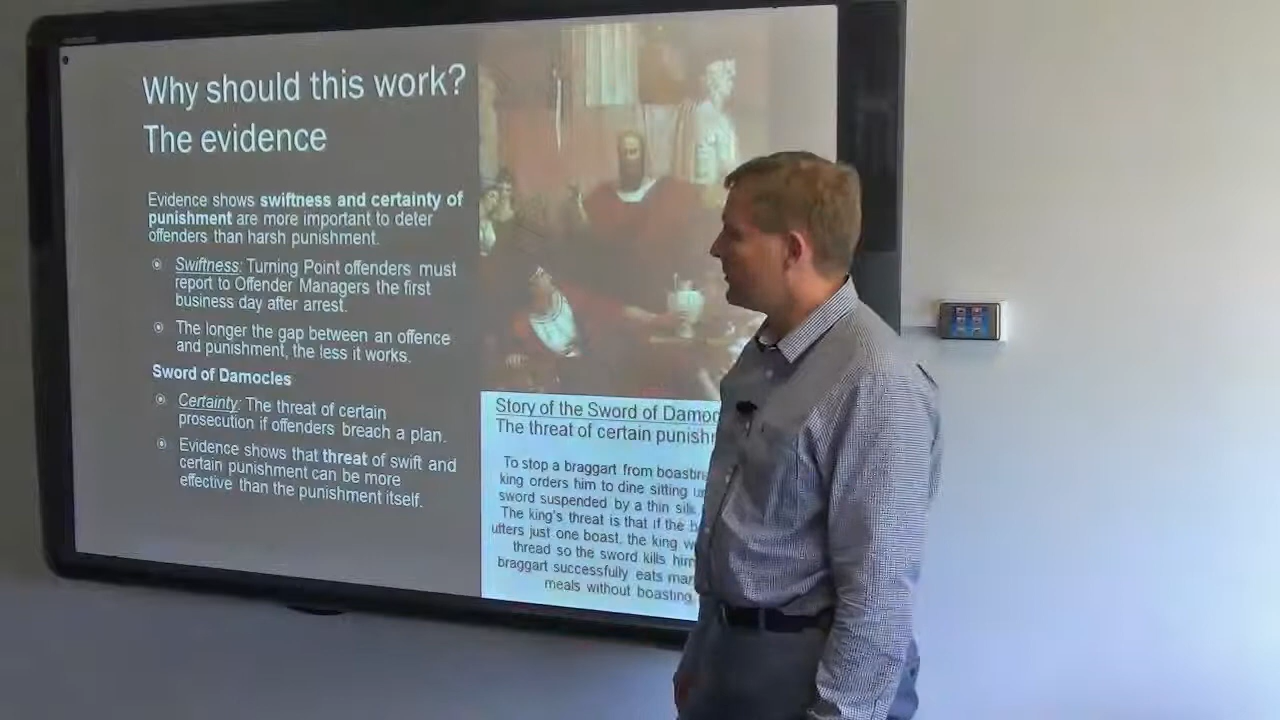 Why should this work?
The evidence
Evidence shows swiftness and certainty of
punishment are more important to deter
offenders than harsh punishment.
Swiftness: Turning Point offenders must
report to Offender Managers the first
business day after arrest.
The longer the gap between an offence
and punishment, the less it works.
Sword of Damocles
Certainty: The threat of certain
prosecution if offenders breach a plan.
Evidence shows that threat of swift and
certain punishment can be more
effective than the punishment itself.
Story of the Sword of Damoc
The threat of certain punish
To stop a braggart from boastin
king orders him to dine sitting u
sword suspended by a thin silk
The king's threat is that if the b
utters just one boast, the king w
thread so the sword kills him
braggart successfully eats ma
meals without boasting